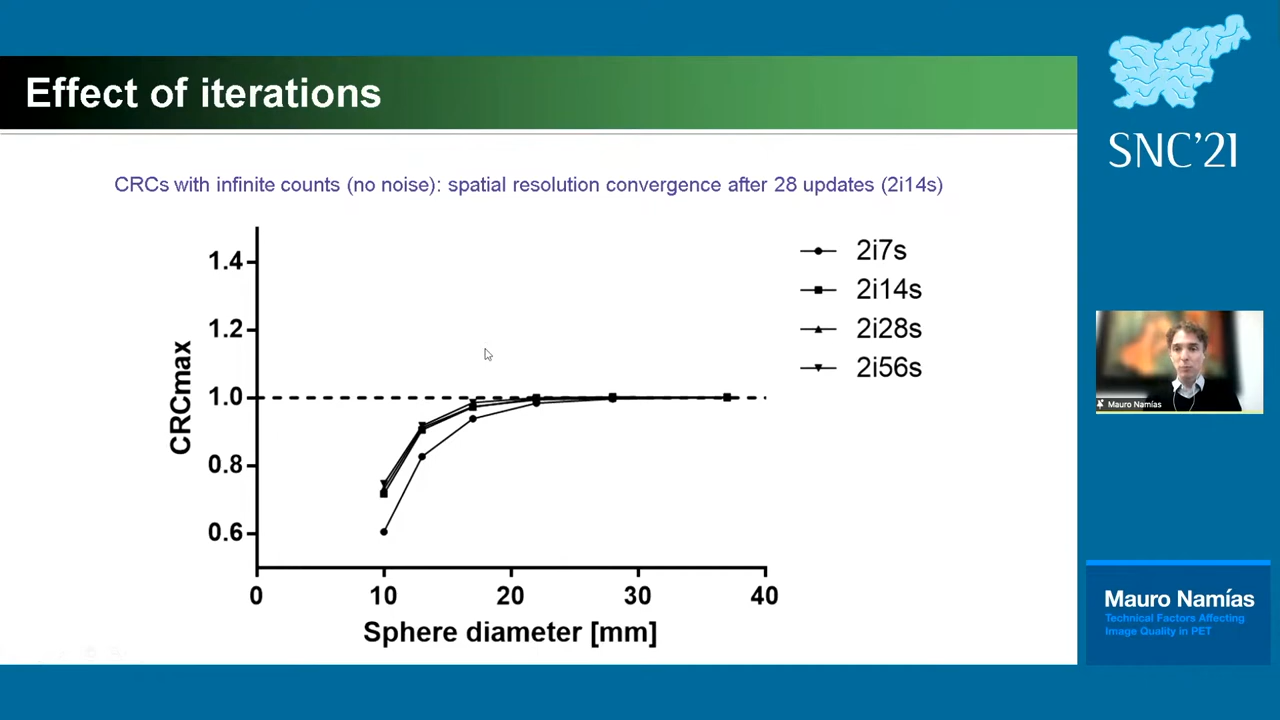 Effect of iterations
CRCs with infinite counts (no noise): spatial resolution convergence after 28 updates (2i14s)
1.4
1.2
1.0
0.8
0.6
CRCmax
0
10
20
30
40
Sphere diameter [mm]
2i7s
2i14s
2i28s
2i56s
SNC'21
Mauro Namías
Mauro Namías
Technical Factors Affecting
Image Quality in PET